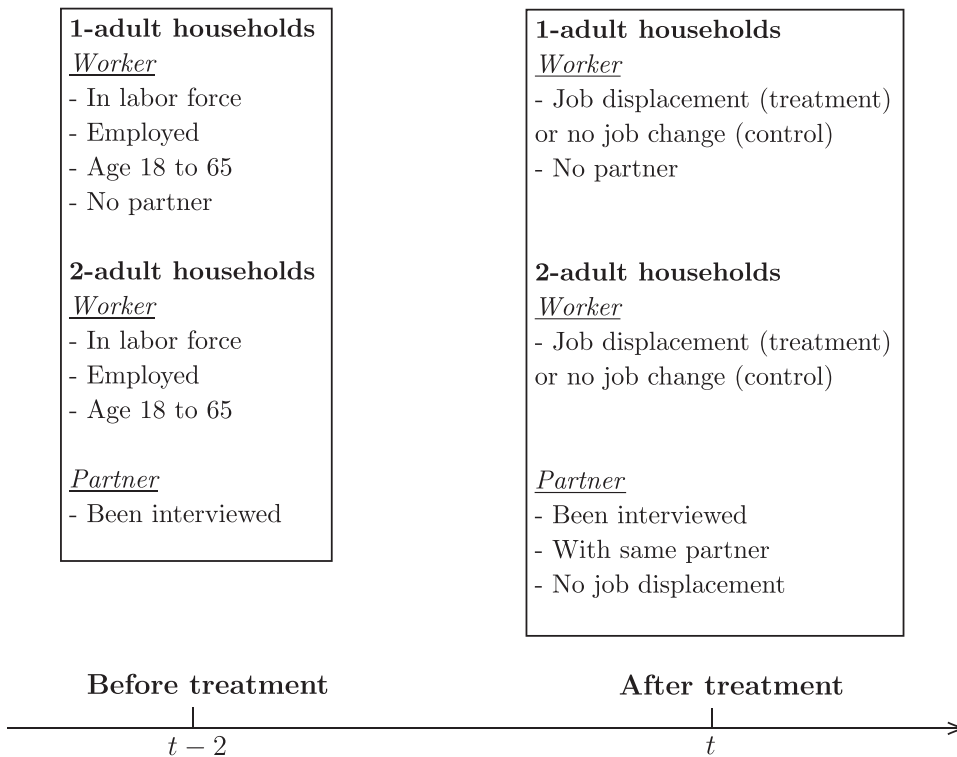 1-adult households
Worker
- In labor force
- Employed
- Age 18 to 65
- No partner
2-adult households
Worker
- In labor force
- Employed
- Age 18 to 65
Partner
- Been interviewed
1-adult households
Worker
- Job displacement (treatment)
or no job change (control)
- No partner
2-adult households
Worker
- Job displacement (treatment)
or no job change (control)
Partner
- Been interviewed
- With same partner
- No job displacement
Before treatment
After treatment
t − 2
t